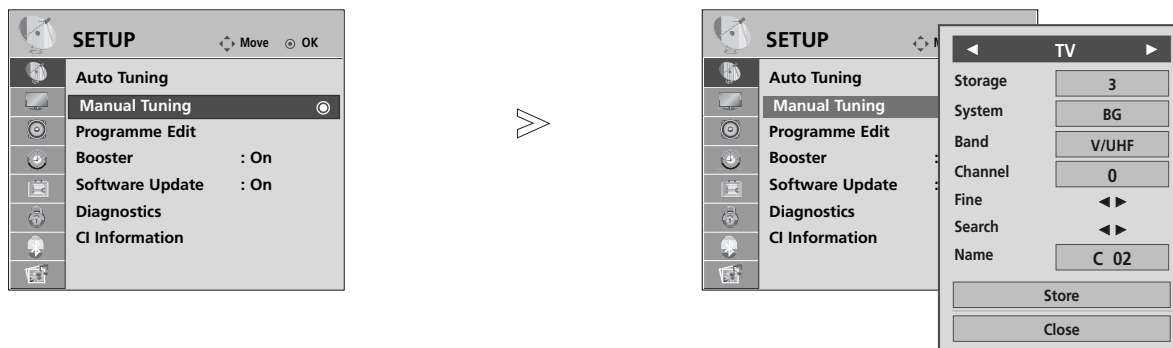 SETUP
Move OK
Auto Tuning
Manual Tuning
Programme Edit
Booster : On
Software Update : On
Diagnostics
CI Information
SETUP
Auto Tuning
Manual Tuning
Programme Edit
Booster :
Software Update :
Diagnostics
CI Information
◄ TV ►
Storage 3
System BG
Band V/UHF
Channel 0
Fine ◄ ►
Search ◄ ►
Name C 02
Store
Close